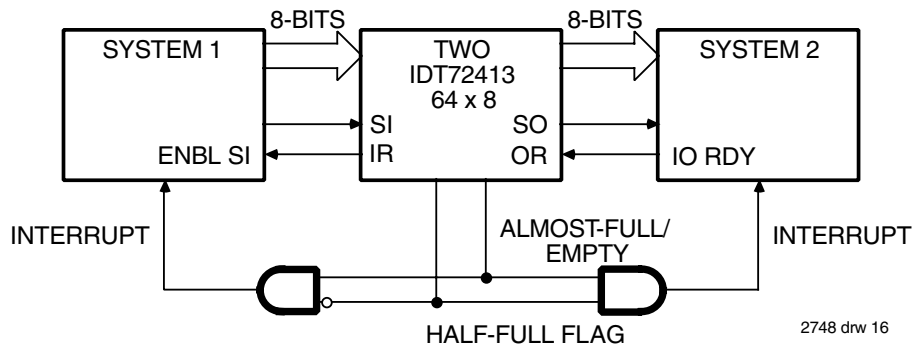 8-BITS
8-BITS
SYSTEM 1
TWO
IDT72413
64 x 8
SYSTEM 2
SI
SO
ENBL SI
IR
OR
IO RDY
INTERRUPT
ALMOST-FULL/
EMPTY
INTERRUPT
HALF-FULL FLAG
2748 drw 16